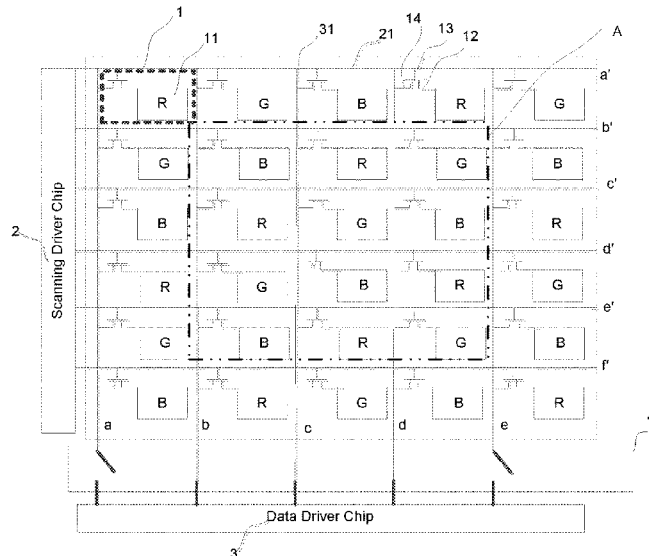 1
11
31
21
14
13
12
A
R G B R G
a'
b'
G B R G B
c'
B R G B R
d'
R G B R G
e'
G B R G B
f'
B R G B R
a b c d e
Scanning Driver Chip
2
Data Driver Chip
3